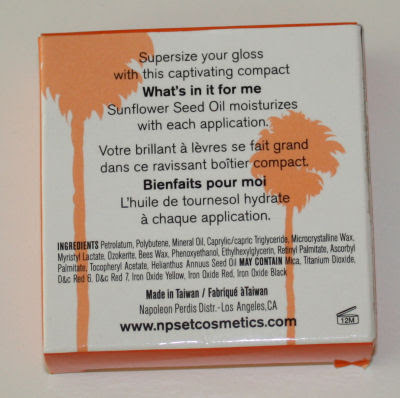 Supersize your gloss
with this captivating compact
What's in it for me
Sunflower Seed Oil moisturizes
with each application.
Votre brillant à lèvres se fait grand
dans ce ravissant boîtier compact.
Bienfaits pour moi
L'huile de tournesol hydrate
à chaque application.
INGREDIENTS Petrolatum, Polybutene, Mineral Oil, Caprylic/capric Triglyceride, Microcrystalline Wax,
Myristyl Lactate, Ozokerite, Bees Wax, Phenoxyethanol, Ethylhexylglycerin, Retinyl Palmitate, Ascorbyl
Palmitate, Tocopheryl Acetate, Helianthus Annuus Seed Oil MAY CONTAIN Mica, Titanium Dioxide,
D&c Red 6, D&c Red 7, Iron Oxide Yellow, Iron Oxide Red, Iron Oxide Black
Made in Taiwan / Fabriqué àTaiwan
Napoleon Perdis Distr.- Los Angeles,CA
www.npsetcosmetics.com
12M